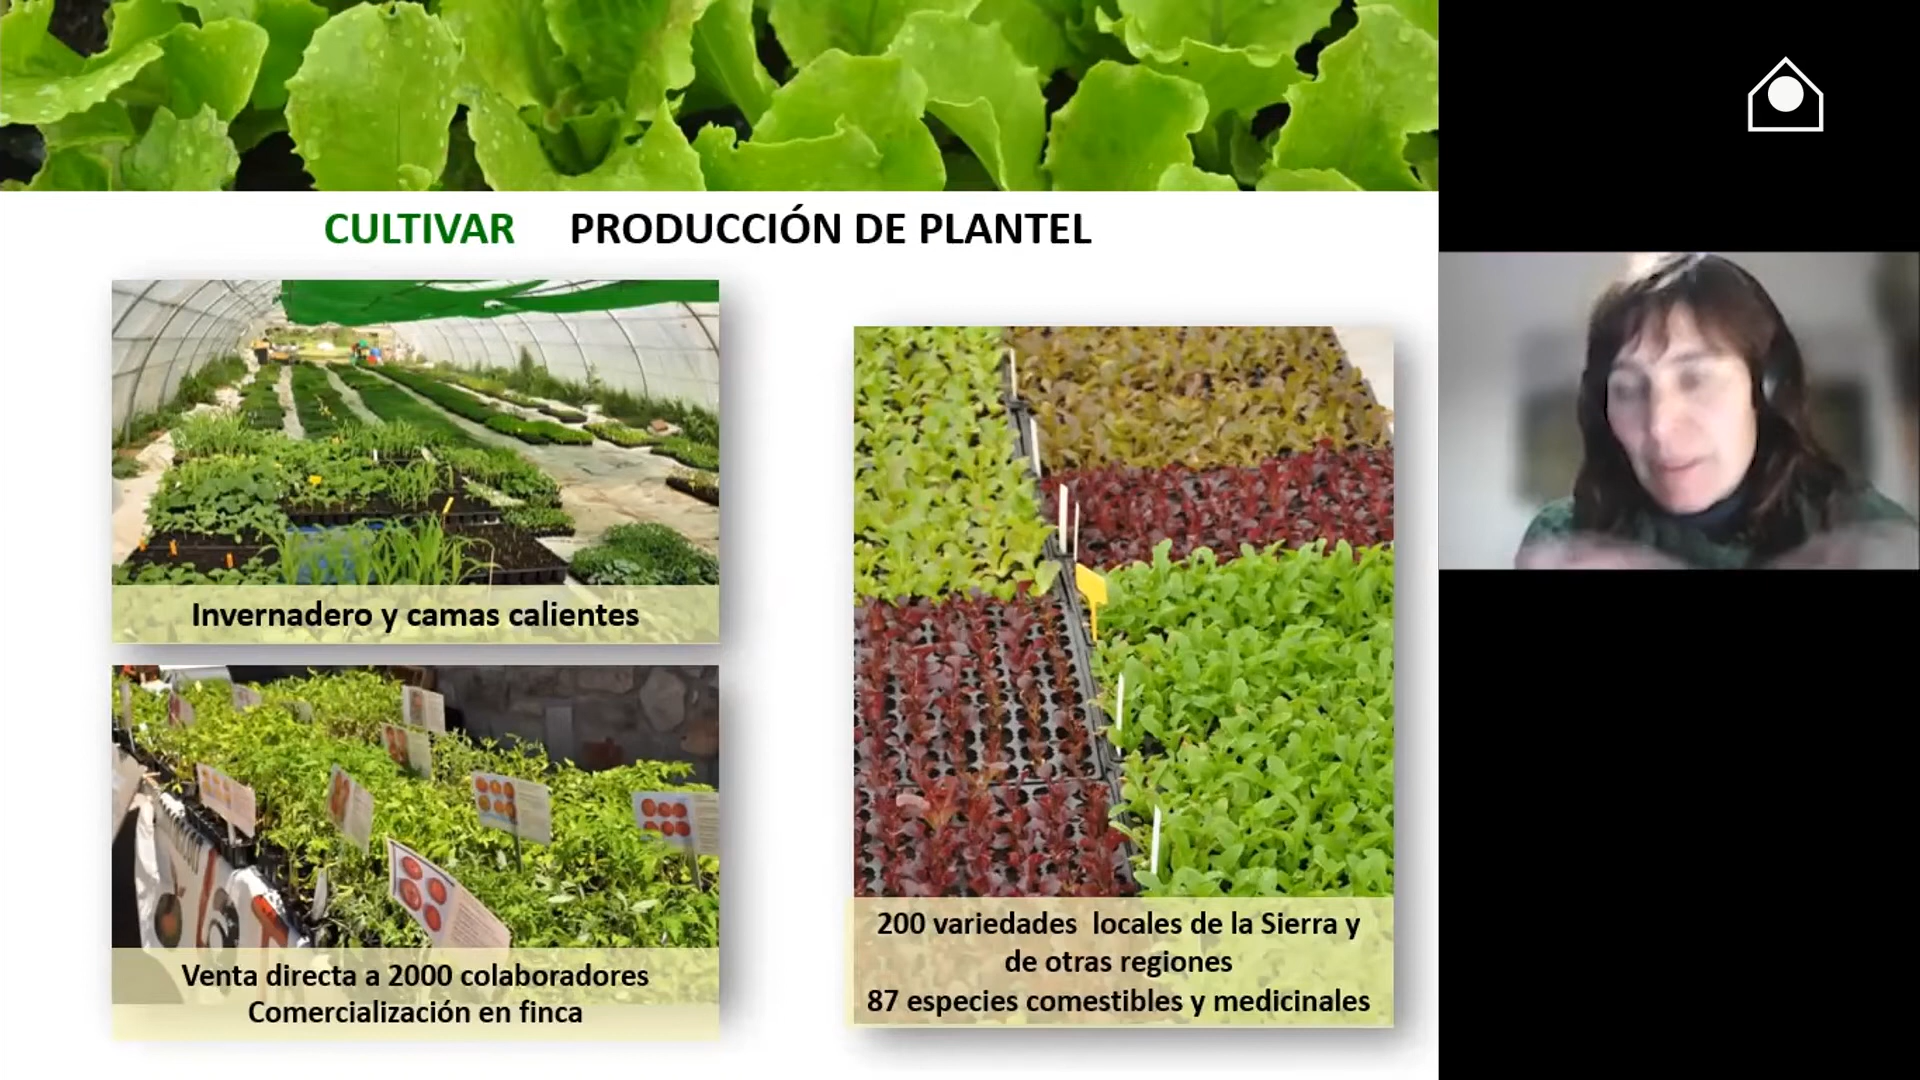 CULTIVAR PRODUCCIÓN DE PLANTEL
Invernadero y camas calientes
Venta directa a 2000 colaboradores
Comercialización en finca
200 variedades locales de la Sierra y
de otras regiones
87 especies comestibles y medicinales